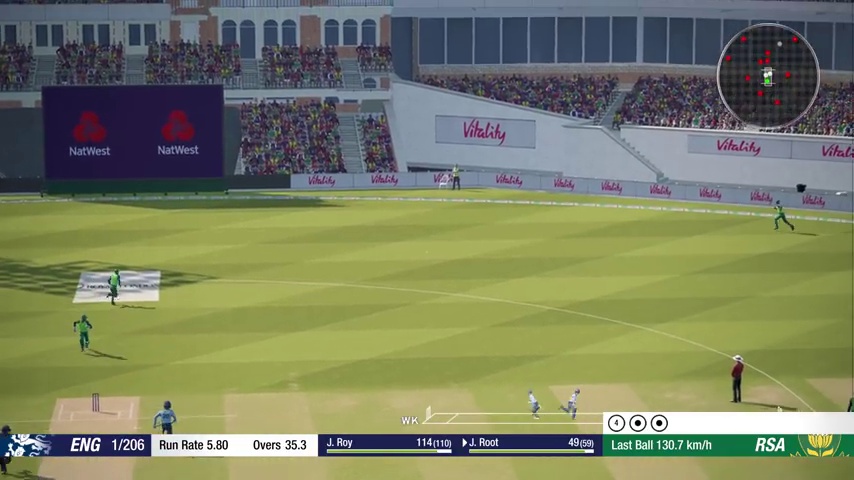 NatWest NatWest
Vitality
Vitality
Vitality Vitality Vitality Vitality Vitality Vitality Vitality Vitality
WK
ENG 1/206 Run Rate 5.80 Overs 35.3 J. Roy 114(110) J. Root 49(59) 4 Last Ball 130.7 km/h RSA